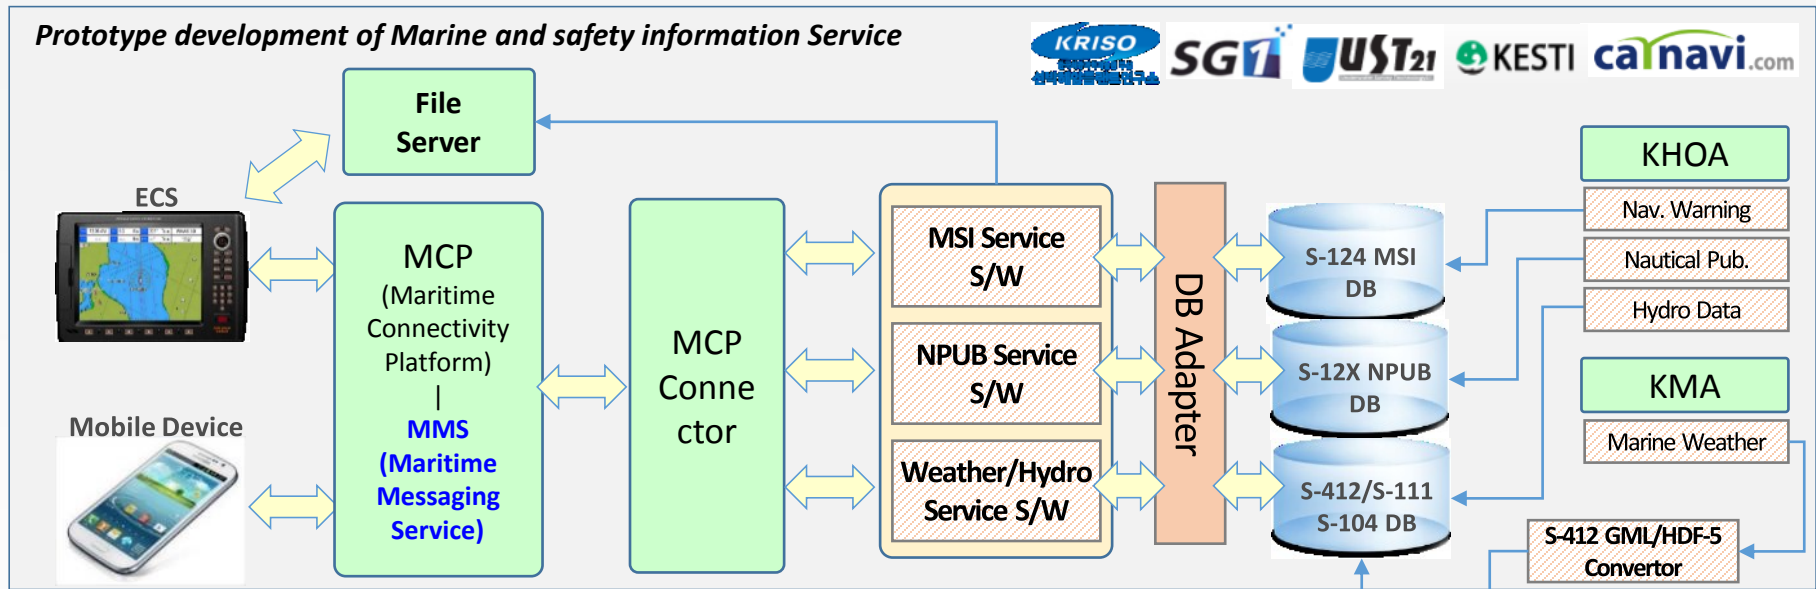 Prototype development of Marine and safety information Service
KRISO
SG1
UST21
KESTI
carnavi.com
File
Server
ECS
MCP
(Maritime
Connectivity
Platform)
|
MMS
(Maritime
Messaging
Service)
Mobile Device
MCP
Conne
ctor
MSI Service
S/W
NPUB Service
S/W
Weather/Hydro
Service S/W
DB Adapter
S-124 MSI
DB
S-12X NPUB
DB
S-412/S-111
S-104 DB
KHOA
Nav. Warning
Nautical Pub.
Hydro Data
KMA
Marine Weather
S-412 GML/HDF-5
Convertor